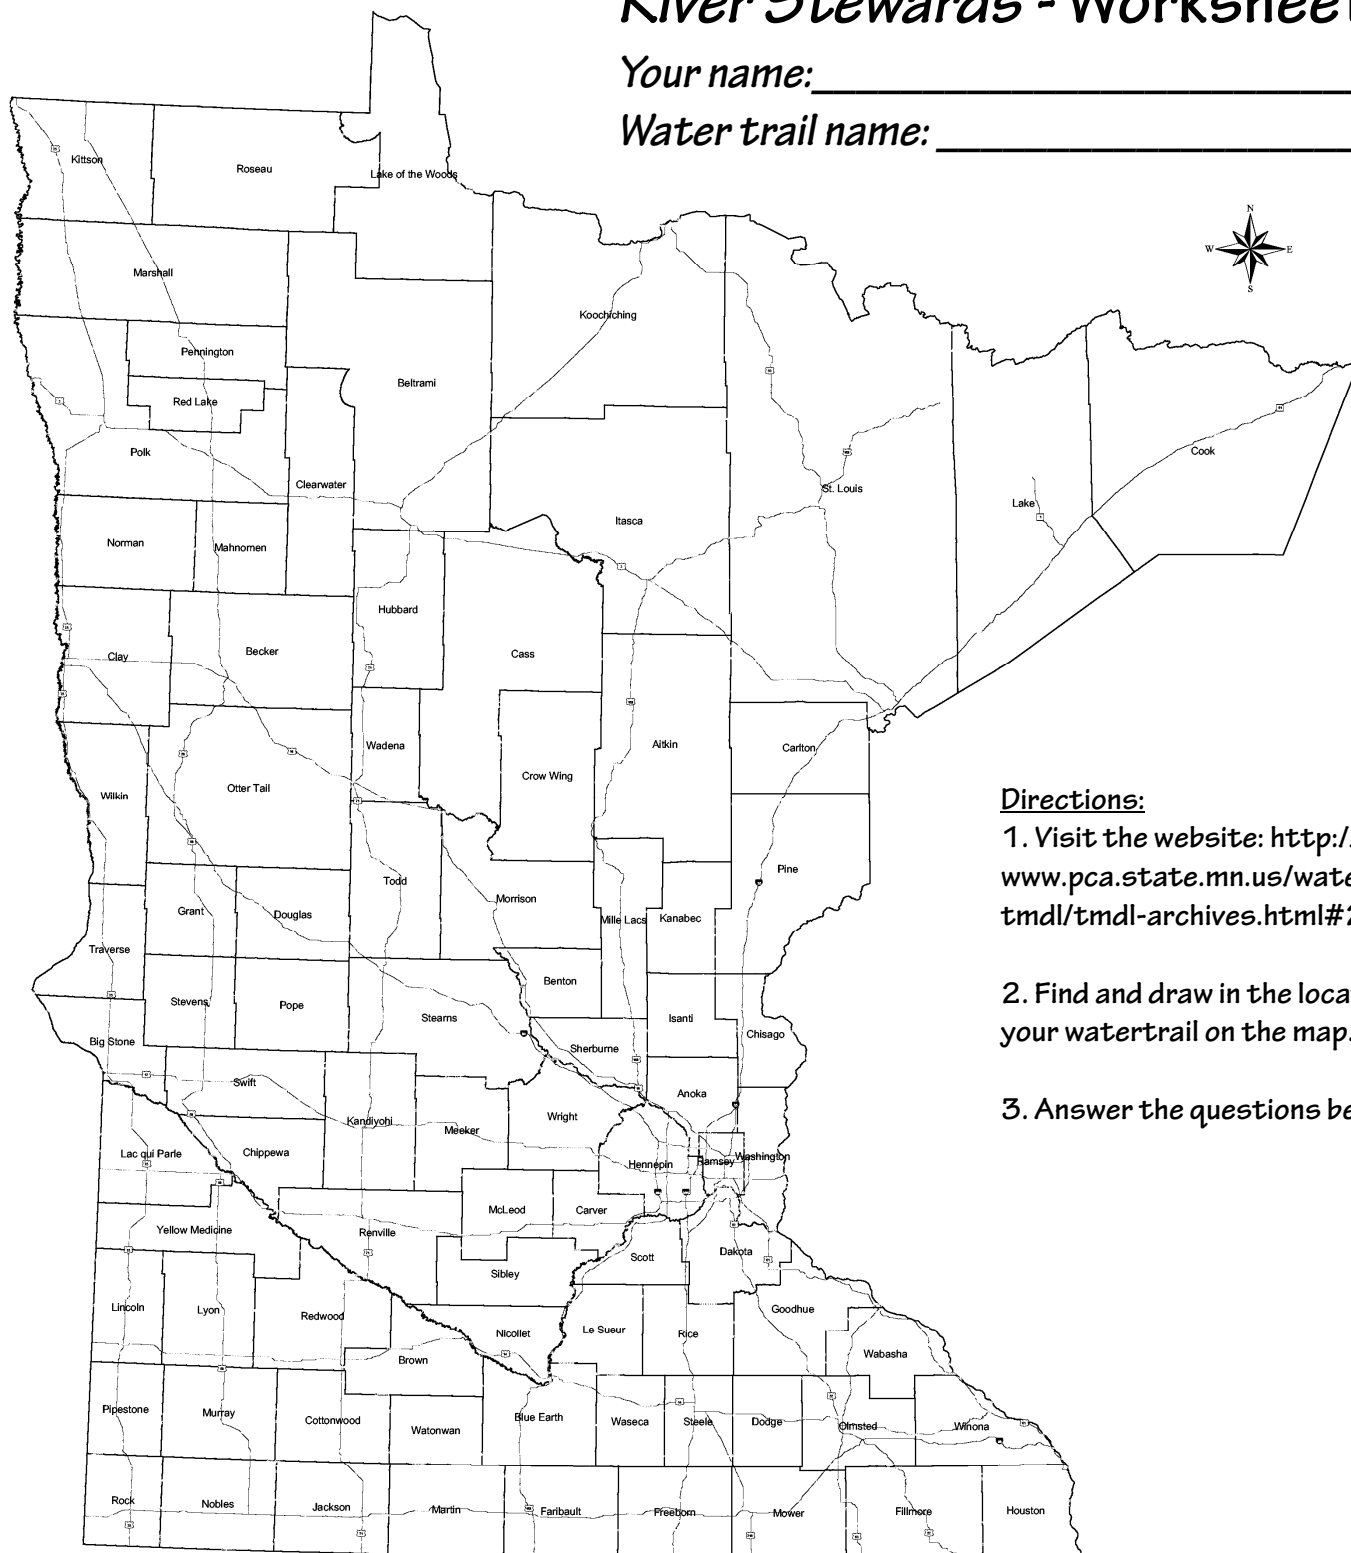 River Stewards - Worksheet
Your name:
Water trail name:
N
W E
S
Kittson
Roseau
Lake of the Woods
Marshall
Koochiching
Pennington
Beltrami
Red Lake
Polk
Clearwater
Cook
St. Louis
Lake
Itasca
Norman
Mahnomen
Hubbard
Clay
Becker
Cass
Wadena
Aitkin
Carlton
Crow Wing
Otter Tail
Wilkin
Directions:
1. Visit the website: http:/
www.pca.state.mn.us/wate
tmdl/tmdl-archives.html#2
Pine
Todd
Morrison
Grant
Douglas
Mille Lacs
Kanabec
Traverse
Benton
Stevens
Pope
Stearns
Isanti
Chisago
2. Find and draw in the loca
your watertrail on the map.
Big Stone
Sherburne
Swift
Anoka
3. Answer the questions be
Kandiyohi
Wright
Meeker
Lac qui Parle
Chippewa
Hennepin
Ramsey
Washington
McLeod
Carver
Yellow Medicine
Renville
Scott
Dakota
Sibley
Lincoln
Lyon
Redwood
Goodhue
Nicollet
Le Sueur
Rice
Brown
Wabasha
Pipestone
Murray
Cottonwood
Watonwan
Blue Earth
Waseca
Steele
Dodge
Olmsted
Winona
Rock
Nobles
Jackson
Martin
Faribault
Freeborn
Mower
Fillmore
Houston